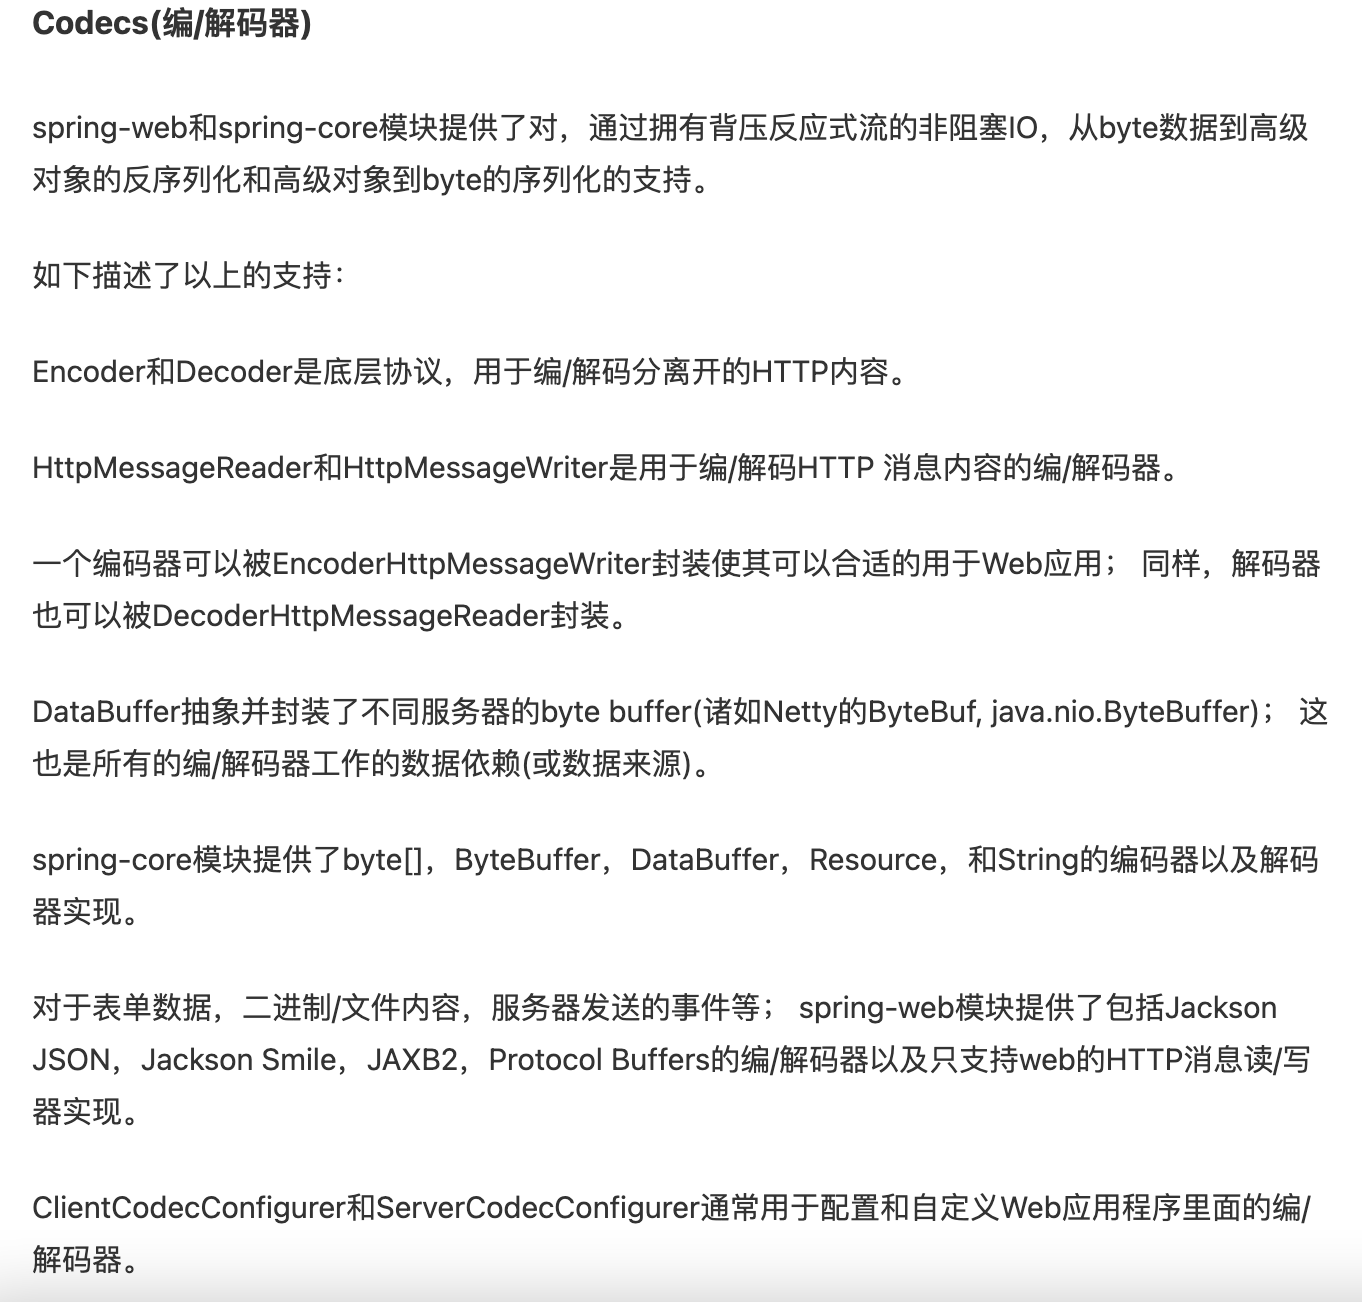 Codecs(编/解码器)
spring-web和spring-core模块提供了对，通过拥有背压反应式流的非阻塞IO，从byte数据到高级
对象的反序列化和高级对象到byte的序列化的支持。
如下描述了以上的支持：
Encoder和Decoder是底层协议，用于编/解码分离开的HTTP内容。
HttpMessageReader和HttpMessageWriter是用于编/解码HTTP 消息内容的编/解码器。
一个编码器可以被EncoderHttpMessageWriter封装使其可以合适的用于Web应用； 同样，解码器
也可以被DecoderHttpMessageReader封装。
DataBuffer抽象并封装了不同服务器的byte buffer(诸如Netty的ByteBuf, java.nio.ByteBuffer)； 这
也是所有的编/解码器工作的数据依赖(或数据来源)。
spring-core模块提供了byte[]，ByteBuffer，DataBuffer，Resource，和String的编码器以及解码
器实现。
对于表单数据，二进制/文件内容，服务器发送的事件等； spring-web模块提供了包括Jackson
JSON，Jackson Smile，JAXB2，Protocol Buffers的编/解码器以及只支持web的HTTP消息读/写
器实现。
ClientCodecConfigurer和ServerCodecConfigurer通常用于配置和自定义Web应用程序里面的编/
解码器。